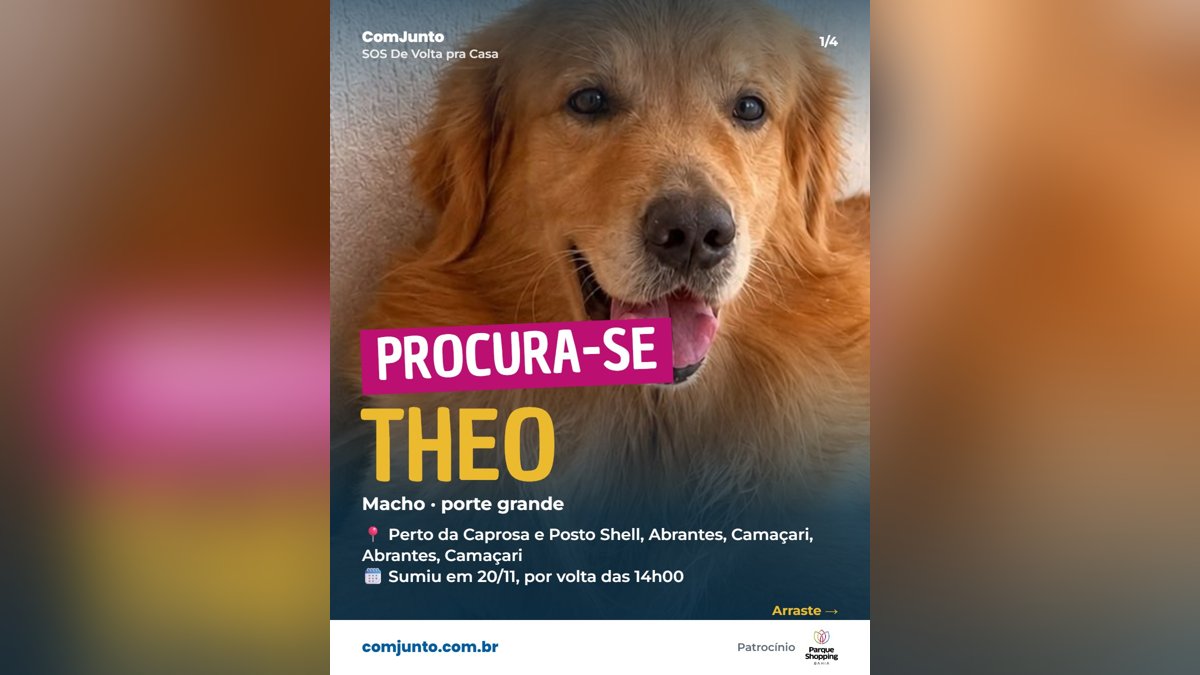 ComJunto
SOS De Volta pra Casa
1/4
PROCURA-SE
THEO
Macho · porte grande
📍 Perto da Caprosa e Posto Shell, Abrantes, Camaçari,
Abrantes, Camaçari
🗓️ Sumiu em 20/11, por volta das 14h00
Arraste →
comjunto.com.br
Patrocínio
Parque
Shopping
BAHIA